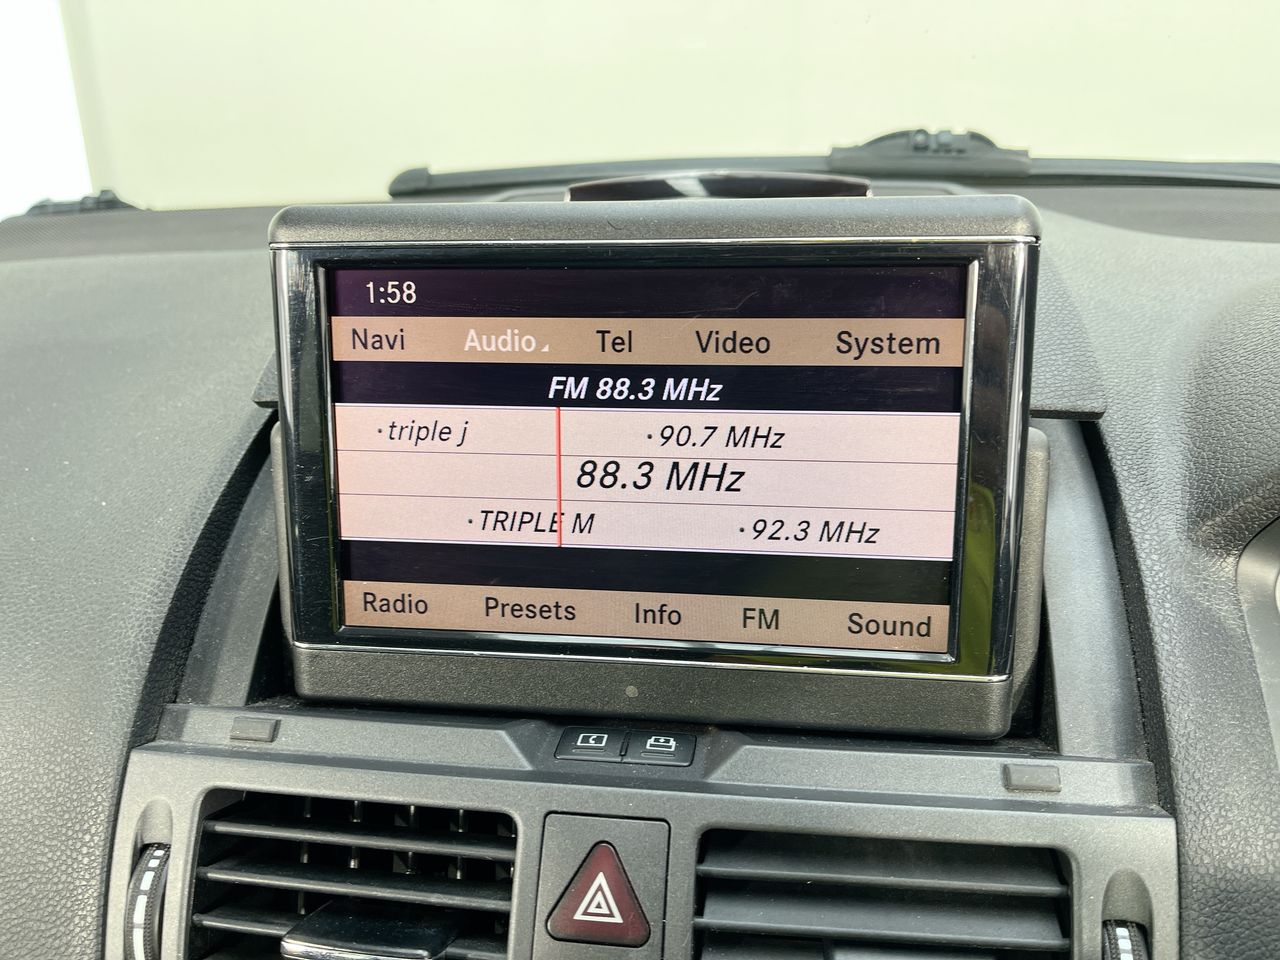 1:58
Navi Audio Tel Video System
FM 88.3 MHz
·triple j ·90.7 MHz
88.3 MHz
·TRIPLE M ·92.3 MHz
Radio Presets Info FM Sound